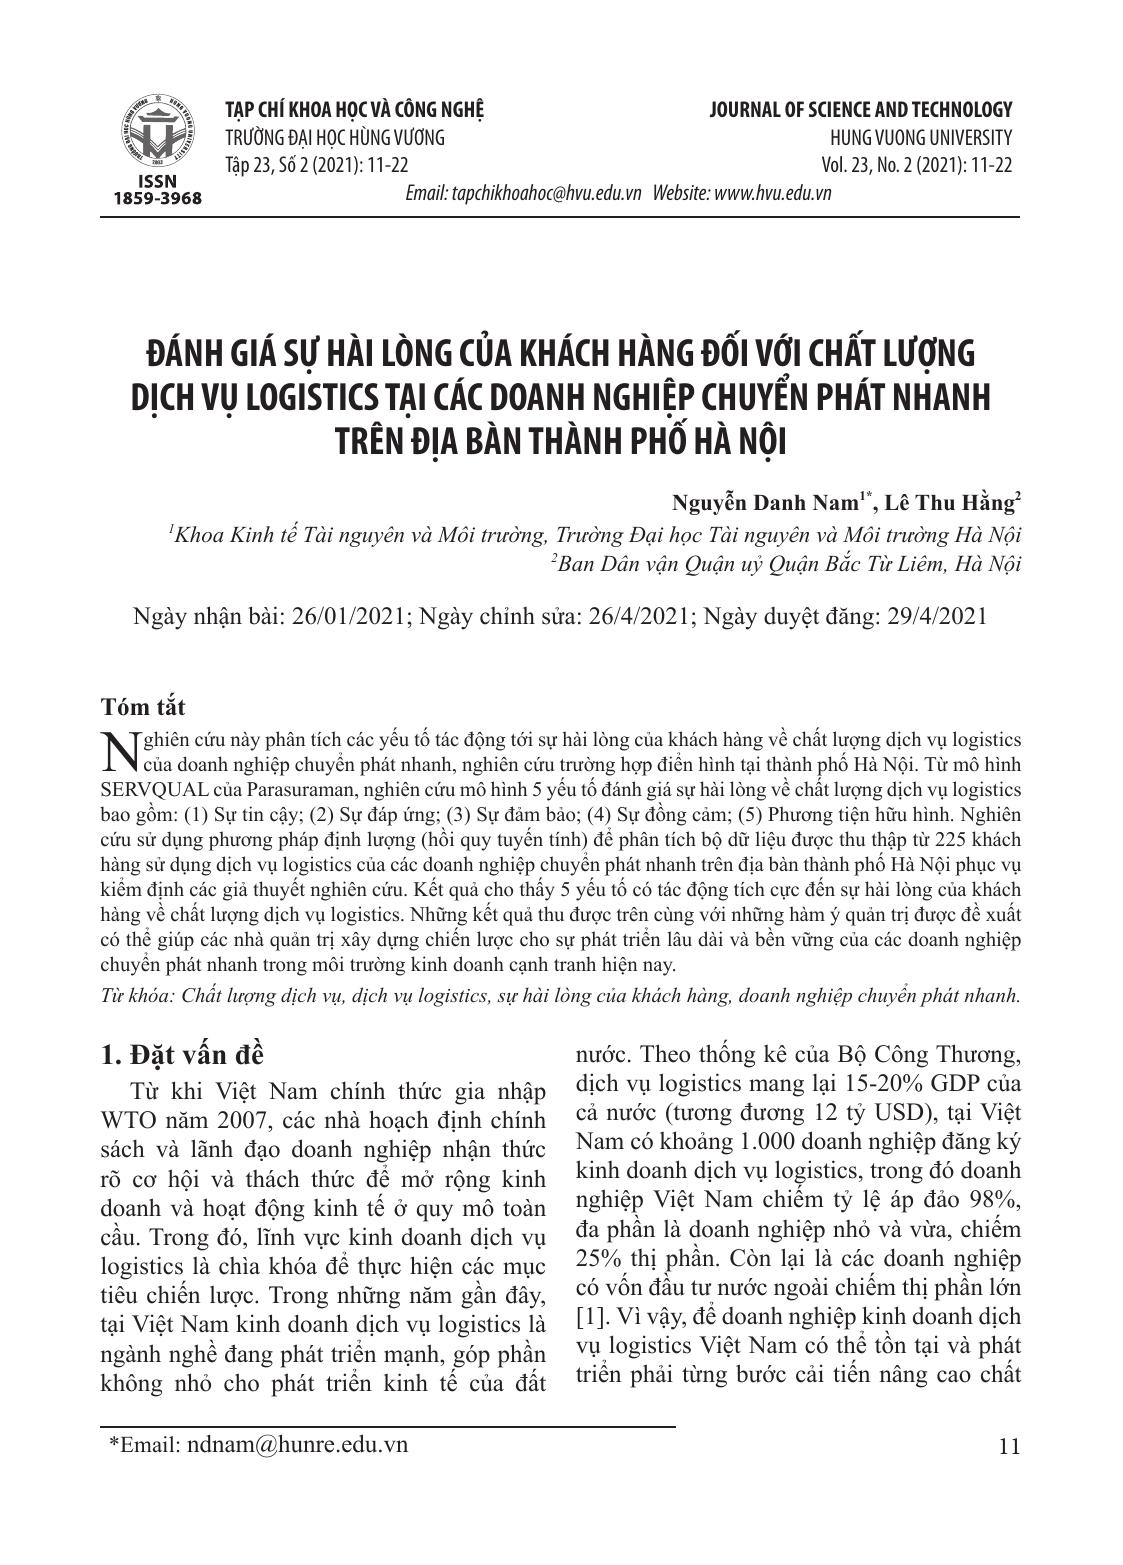 TẠP CHÍ KHOA HỌC VÀ CÔNG NGHỆ
TRƯỜNG ĐẠI HỌC HÙNG VƯƠNG
Tập 23, Số 2 (2021): 11-22
JOURNAL OF SCIENCE AND TECHNOLOGY
HUNG VUONG UNIVERSITY
Vol. 23, No. 2 (2021): 11-22
ISSN
1859-3968
Email: tapchikhoahoc@hvu.edu.vn Website: www.hvu.edu.vn
ĐÁNH GIÁ SỰ HÀI LÒNG CỦA KHÁCH HÀNG ĐỐI VỚI CHẤT LƯỢNG
DỊCH VỤ LOGISTICS TẠI CÁC DOANH NGHIỆP CHUYỂN PHÁT NHANH
TRÊN ĐỊA BÀN THÀNH PHỐ HÀ NỘI
Nguyễn Danh Nam1*, Lê Thu Hằng2
1Khoa Kinh tế Tài nguyên và Môi trường, Trường Đại học Tài nguyên và Môi trường Hà Nội
2Ban Dân vận Quận uỷ Quận Bắc Từ Liêm, Hà Nội
Ngày nhận bài: 26/01/2021; Ngày chỉnh sửa: 26/4/2021; Ngày duyệt đăng: 29/4/2021
Tóm tắt
Nghiên cứu này phân tích các yếu tố tác động tới sự hài lòng của khách hàng về chất lượng dịch vụ logistics
của doanh nghiệp chuyển phát nhanh, nghiên cứu trường hợp điển hình tại thành phố Hà Nội. Từ mô hình
SERVQUAL của Parasuraman, nghiên cứu mô hình 5 yếu tố đánh giá sự hài lòng về chất lượng dịch vụ logistics
bao gồm: (1) Sự tin cậy; (2) Sự đáp ứng; (3) Sự đảm bảo; (4) Sự đồng cảm; (5) Phương tiện hữu hình. Nghiên
cứu sử dụng phương pháp định lượng (hồi quy tuyến tính) để phân tích bộ dữ liệu được thu thập từ 225 khách
hàng sử dụng dịch vụ logistics của các doanh nghiệp chuyển phát nhanh trên địa bàn thành phố Hà Nội phục vụ
kiểm định các giả thuyết nghiên cứu. Kết quả cho thấy 5 yếu tố có tác động tích cực đến sự hài lòng của khách
hàng về chất lượng dịch vụ logistics. Những kết quả thu được trên cùng với những hàm ý quản trị được đề xuất
có thể giúp các nhà quản trị xây dựng chiến lược cho sự phát triển lâu dài và bền vững của các doanh nghiệp
chuyển phát nhanh trong môi trường kinh doanh cạnh tranh hiện nay.
Từ khóa: Chất lượng dịch vụ, dịch vụ logistics, sự hài lòng của khách hàng, doanh nghiệp chuyển phát nhanh.
1. Đặt vấn đề
Từ khi Việt Nam chính thức gia nhập
WTO năm 2007, các nhà hoạch định chính
sách và lãnh đạo doanh nghiệp nhận thức
rõ cơ hội và thách thức để mở rộng kinh
doanh và hoạt động kinh tế ở quy mô toàn
cầu. Trong đó, lĩnh vực kinh doanh dịch vụ
logistics là chìa khóa để thực hiện các mục
tiêu chiến lược. Trong những năm gần đây,
tại Việt Nam kinh doanh dịch vụ logistics là
ngành nghề đang phát triển mạnh, góp phần
không nhỏ cho phát triển kinh tế của đất
nước. Theo thống kê của Bộ Công Thương,
dịch vụ logistics mang lại 15-20% GDP của
cả nước (tương đương 12 tỷ USD), tại Việt
Nam có khoảng 1.000 doanh nghiệp đăng ký
kinh doanh dịch vụ logistics, trong đó doanh
nghiệp Việt Nam chiếm tỷ lệ áp đảo 98%,
đa phần là doanh nghiệp nhỏ và vừa, chiếm
25% thị phần. Còn lại là các doanh nghiệp
có vốn đầu tư nước ngoài chiếm thị phần lớn
[1]. Vì vậy, để doanh nghiệp kinh doanh dịch
vụ logistics Việt Nam có thể tồn tại và phát
triển phải từng bước cải tiến nâng cao chất
*Email: ndnam@hunre.edu.vn
11